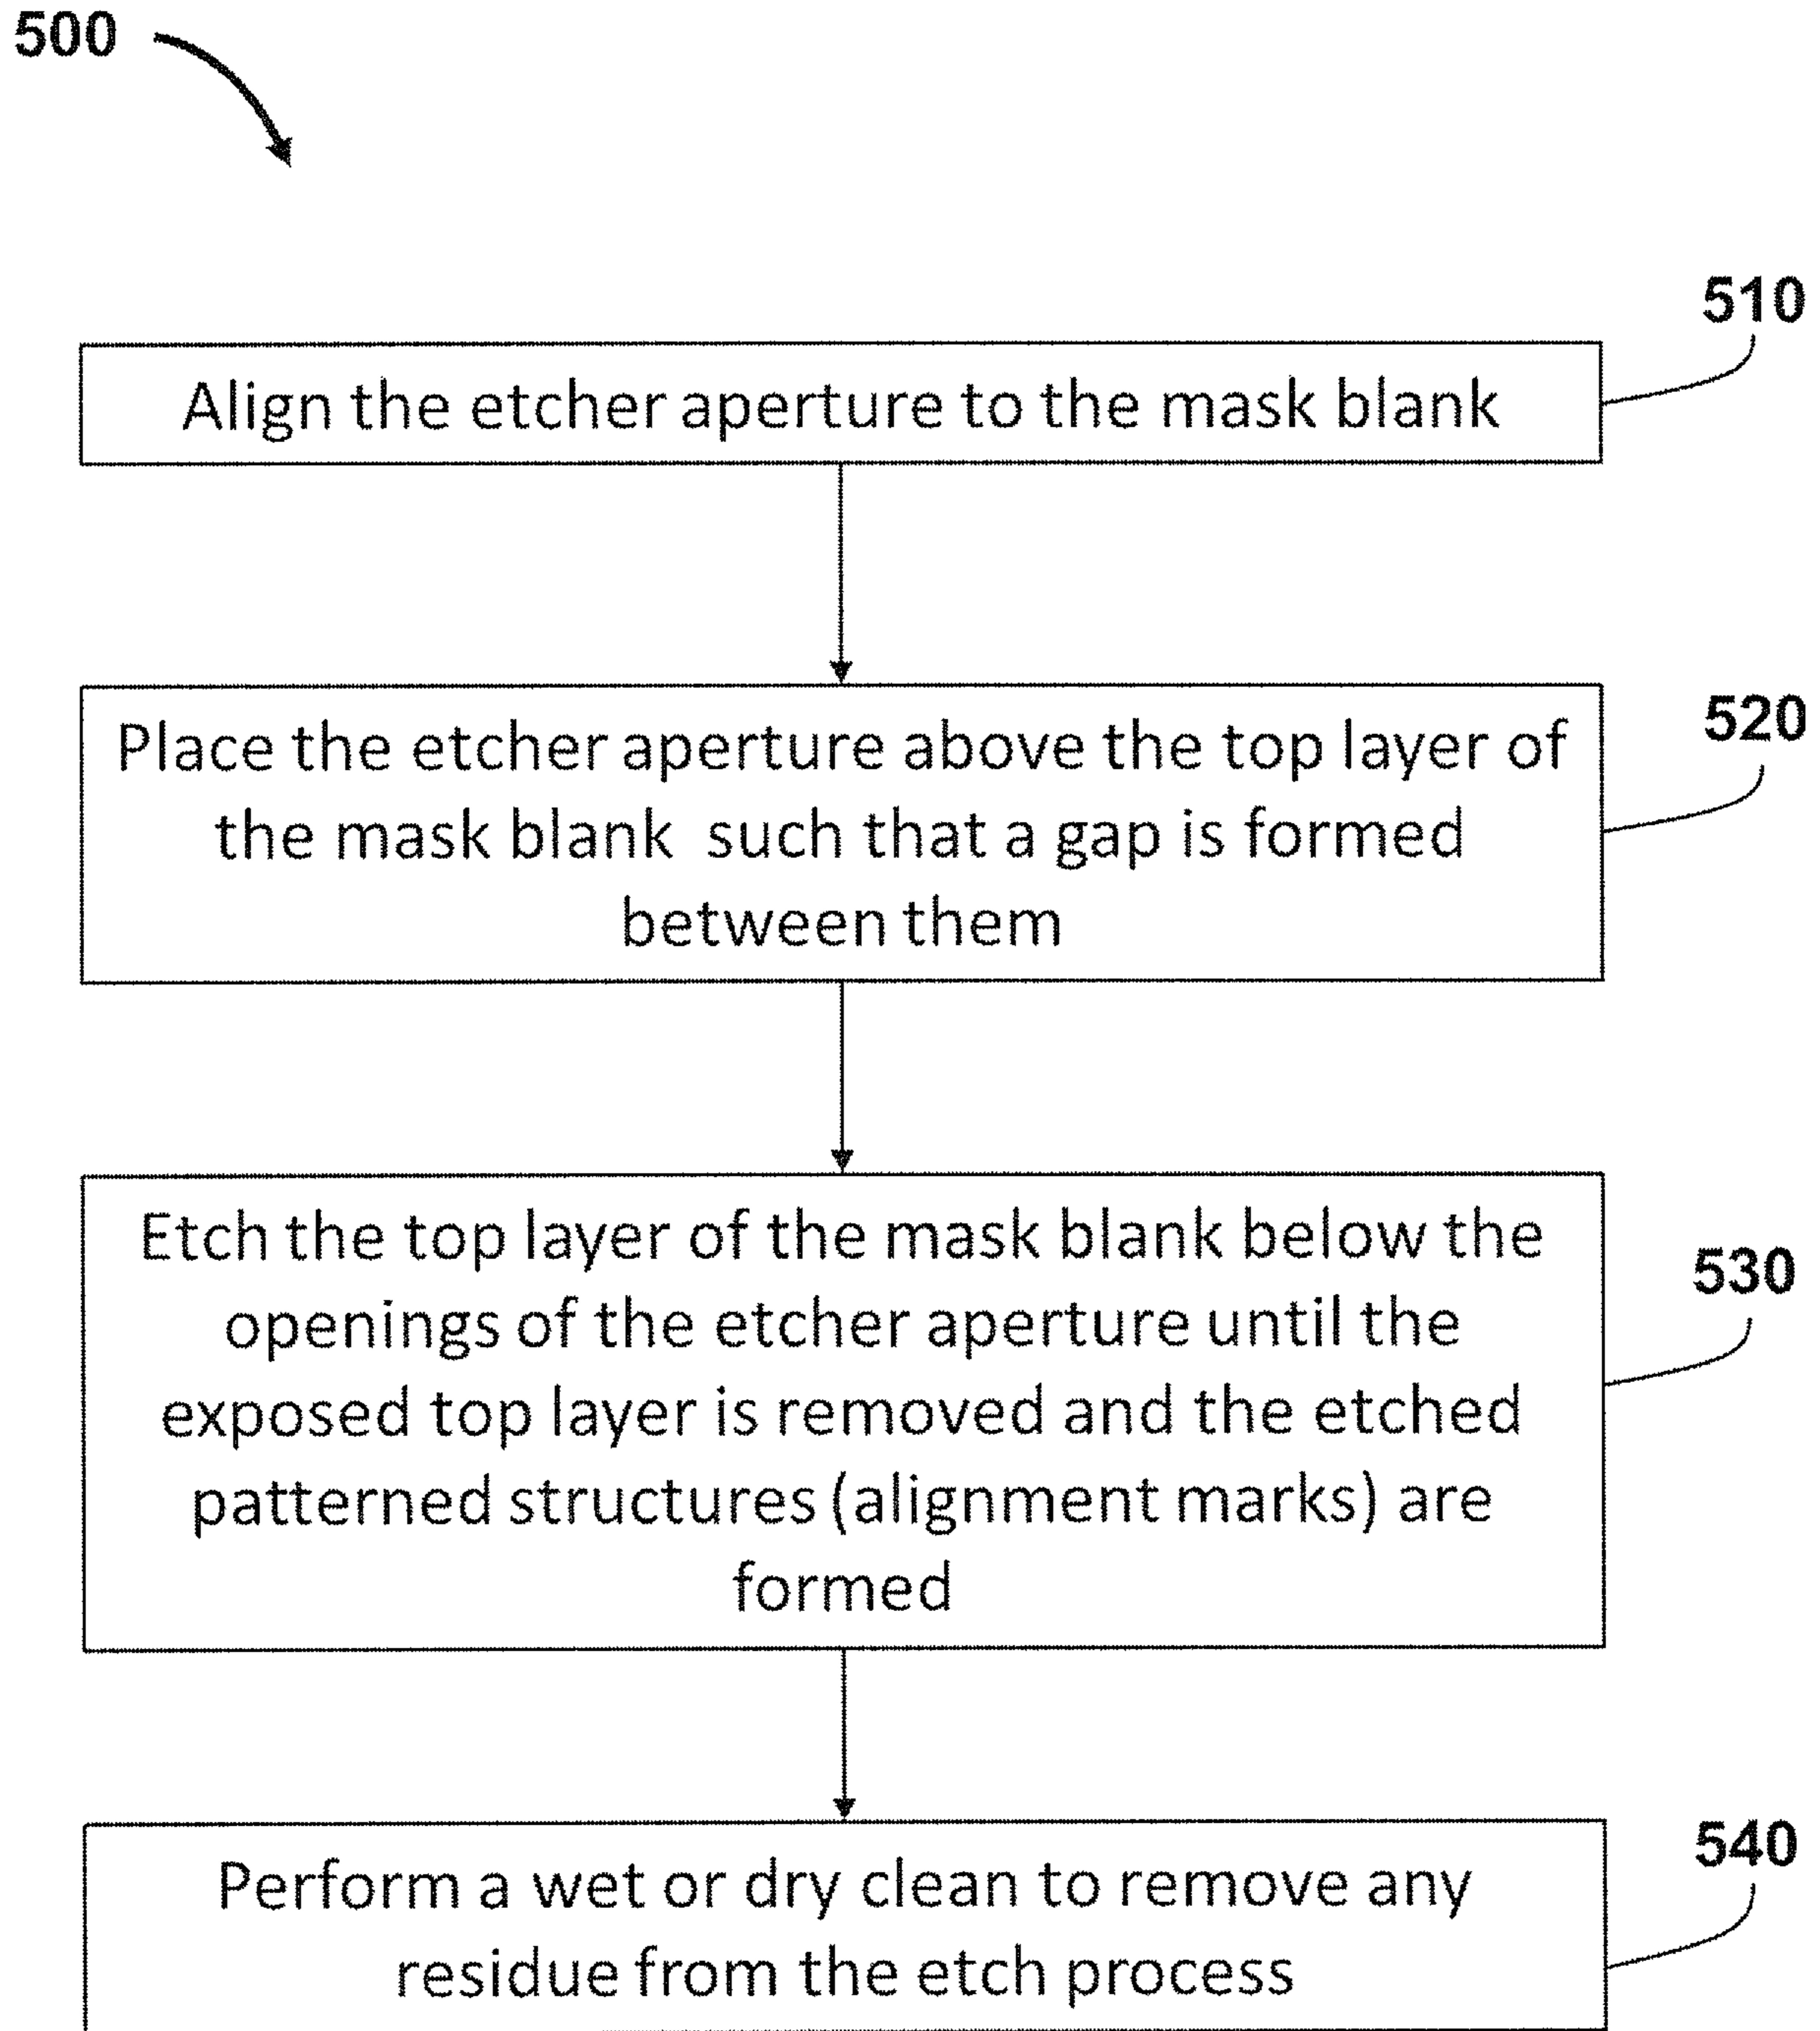 500
510
Align the etcher aperture to the mask blank
520
Place the etcher aperture above the top layer of
the mask blank such that a gap is formed
between them
530
Etch the top layer of the mask blank below the
openings of the etcher aperture until the
exposed top layer is removed and the etched
patterned structures (alignment marks) are
formed
540
Perform a wet or dry clean to remove any
residue from the etch process